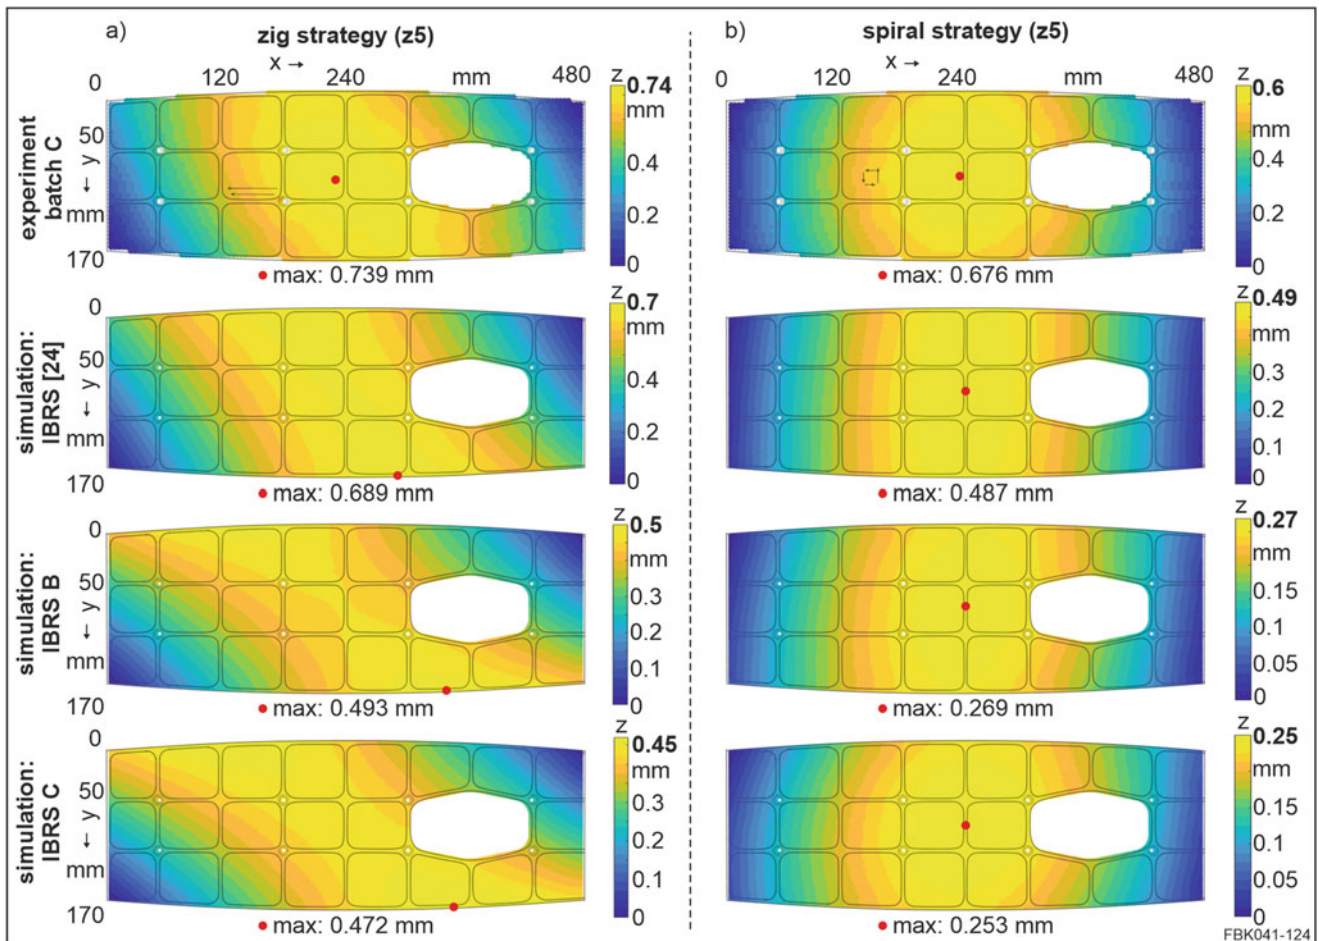 a)
zig strategy (z5)
x →
0 120 240 mm 480
experiment
batch C
50
y →
mm
170
z
0.74
mm
0.4
0.2
0
max: 0.739 mm
b)
spiral strategy (z5)
x →
0 120 240 mm 480
z
0.6
mm
0.4
0.2
0
max: 0.676 mm
simulation:
IBRS [24]
0
50
y →
mm
170
z
0.7
mm
0.4
0.2
0
max: 0.689 mm
z
0.49
mm
0.3
0.2
0.1
0
max: 0.487 mm
simulation:
IBRS B
0
50
y →
mm
170
z
0.5
mm
0.3
0.2
0.1
0
max: 0.493 mm
z
0.27
mm
0.15
0.1
0.05
0
max: 0.269 mm
simulation:
IBRS C
0
50
y →
mm
170
z
0.45
mm
0.3
0.2
0.1
0
max: 0.472 mm
z
0.25
mm
0.15
0.1
0.05
0
max: 0.253 mm
FBK041-124